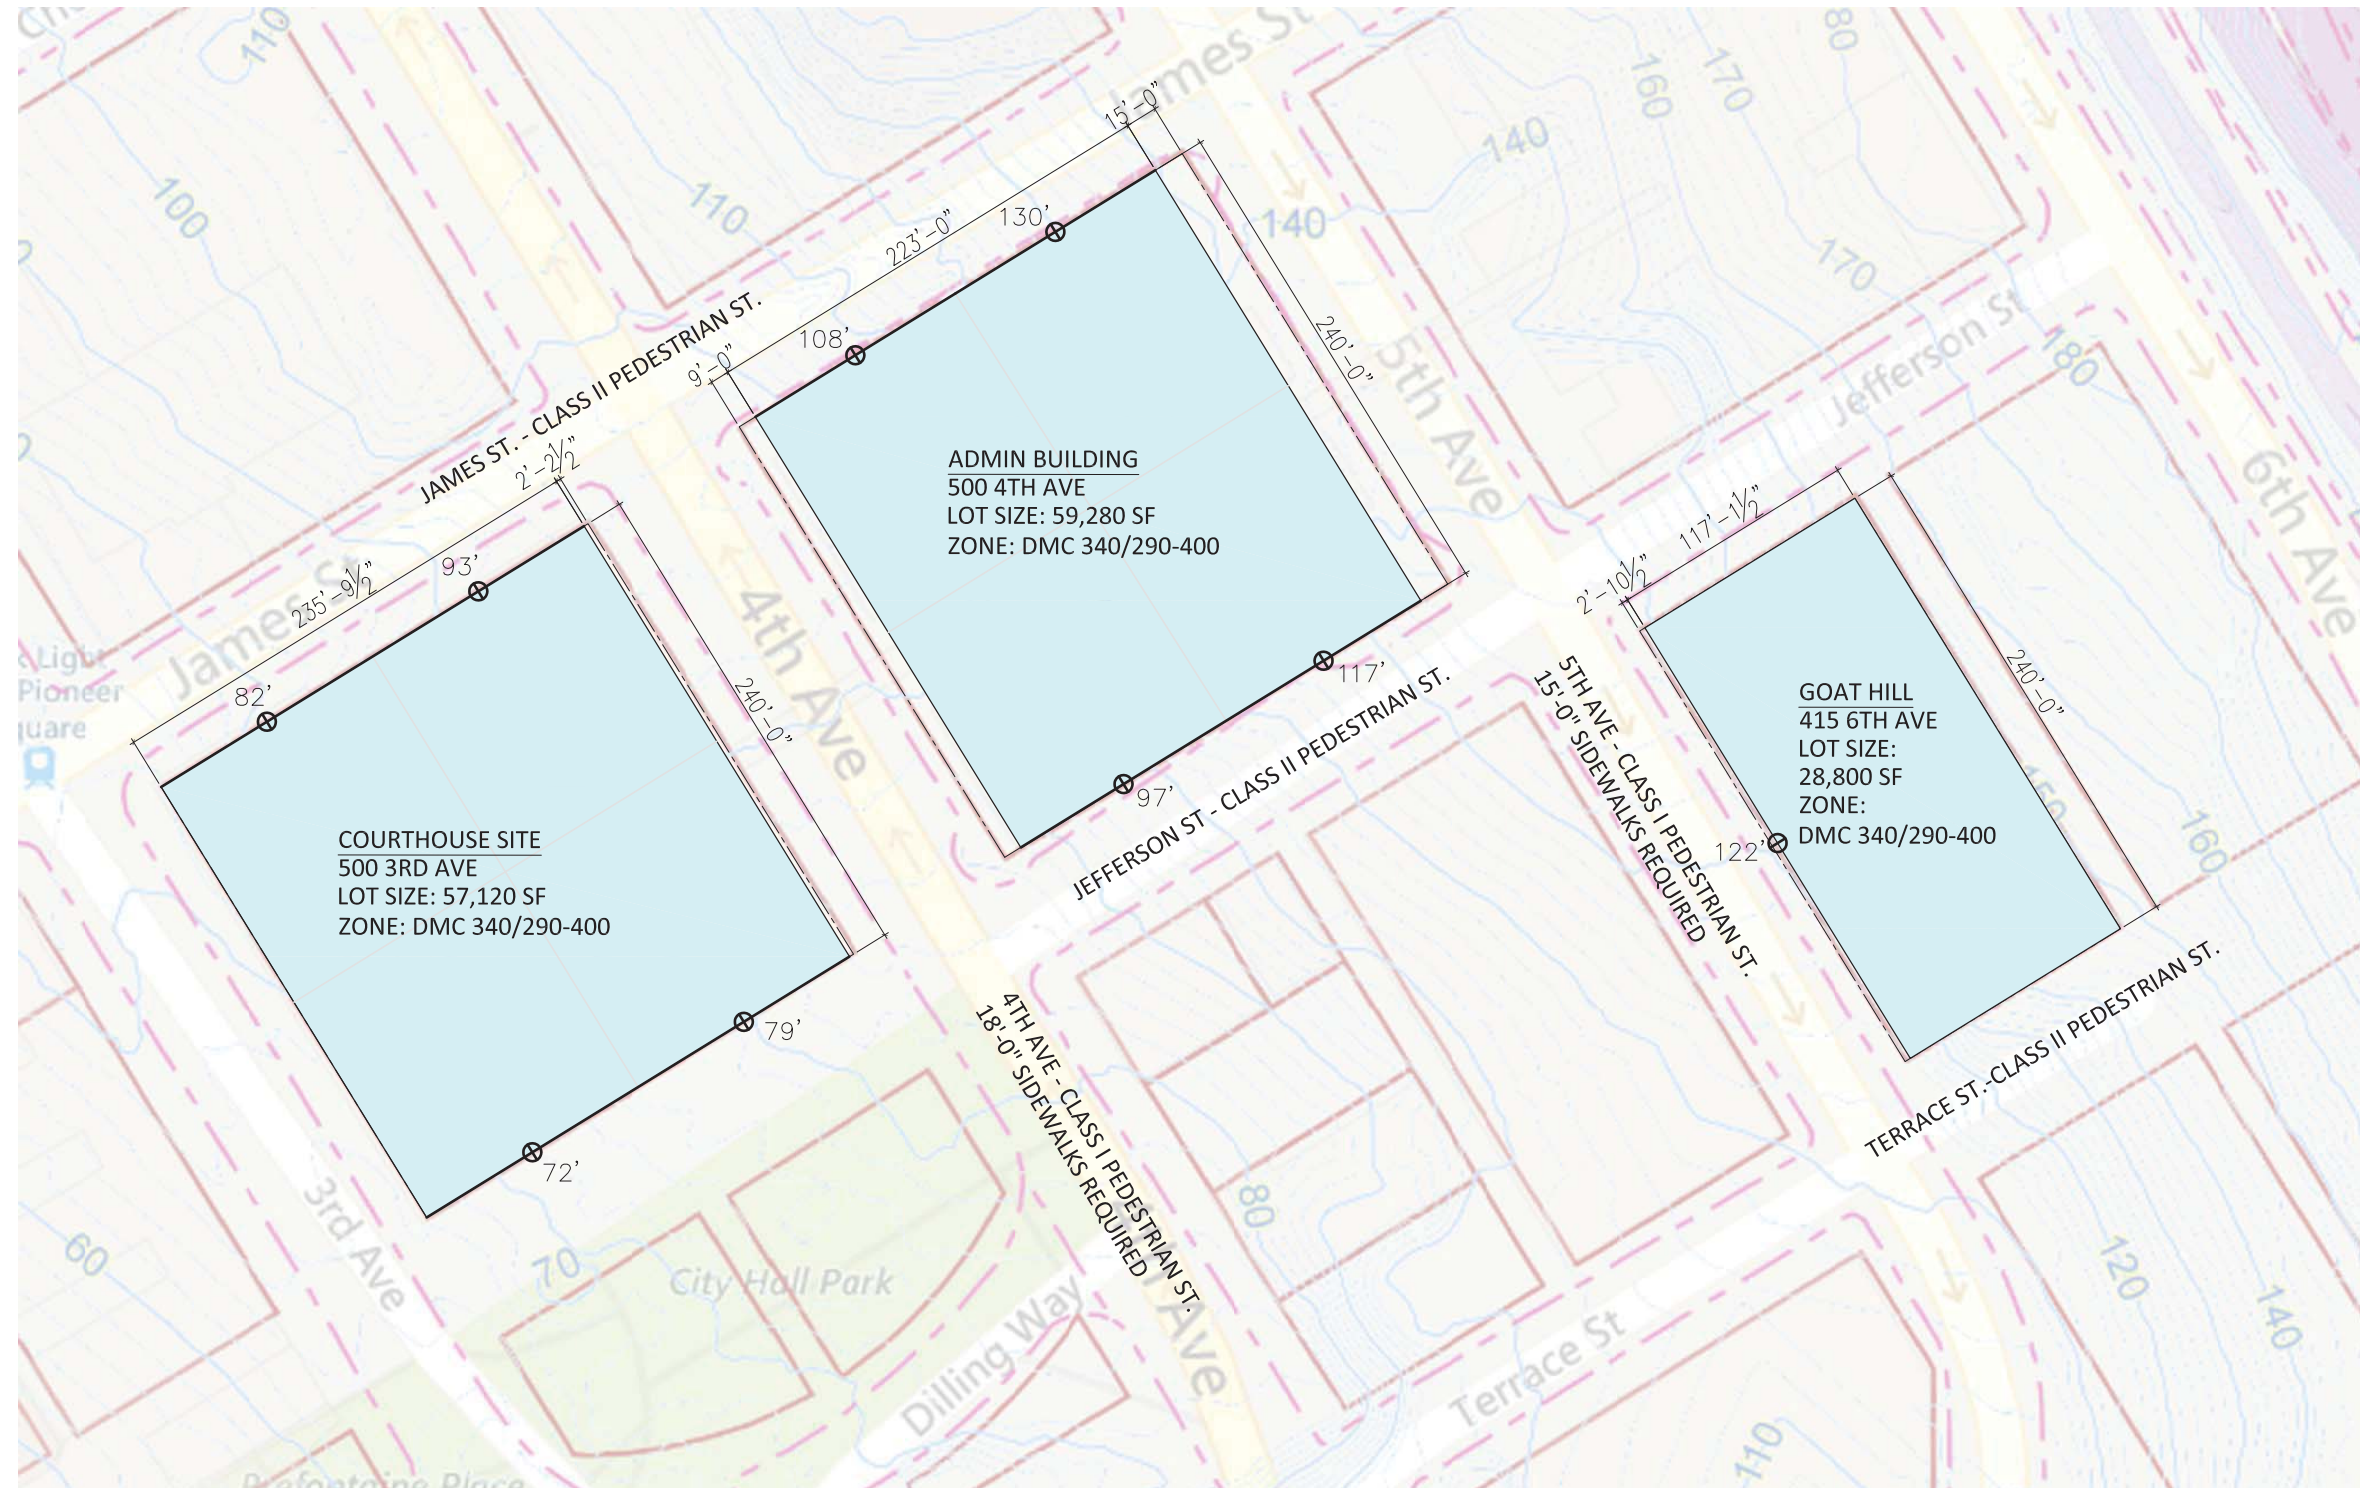 110
100
110
James St
80
160
170
140
140
170
Jefferson St
180
5th Ave
6th Ave
15'-0"
130'
223'-0"
108'
9'-0"
240'-0"
JAMES ST. - CLASS II PEDESTRIAN ST.
ADMIN BUILDING
500 4TH AVE
LOT SIZE: 59,280 SF
ZONE: DMC 340/290-400
117'
97'
JEFFERSON ST - CLASS II PEDESTRIAN ST.
2'-2½"
93'
235'-9½"
82'
240'-0"
James St
4th Ave
Light
Pioneer
COURTHOUSE SITE
500 3RD AVE
LOT SIZE: 57,120 SF
ZONE: DMC 340/290-400
79'
72'
117'-1½"
2'-10½"
240'-0"
GOAT HILL
415 6TH AVE
LOT SIZE:
28,800 SF
ZONE:
DMC 340/290-400
122'
150
160
5TH AVE - CLASS I PEDESTRIAN ST.
15'-0" SIDEWALKS REQUIRED
TERRACE ST.-CLASS II PEDESTRIAN ST.
4TH AVE - CLASS I PEDESTRIAN ST.
18'-0" SIDEWALKS REQUIRED
3rd Ave
60
70
City Hall Park
80
Dilling Way
Ave
Terrace St
120
140
110
Prefontaine Place